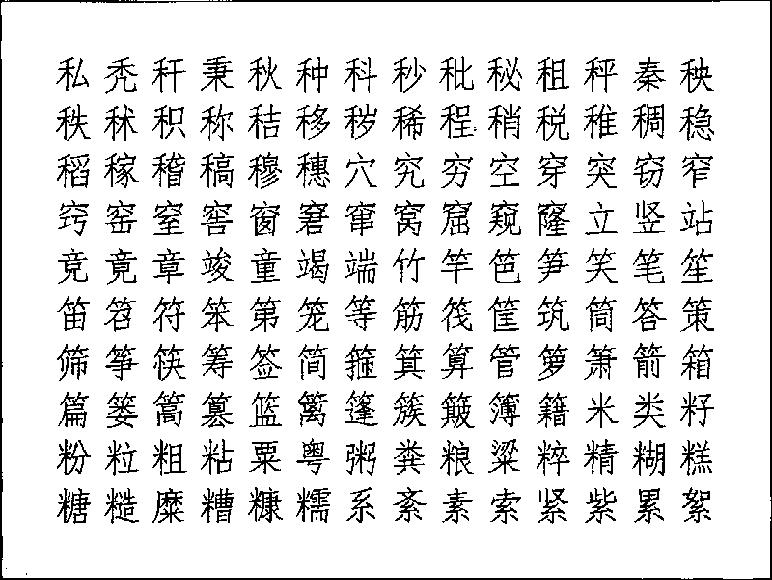 私秃秆秉秋种科秒秕秘租秤秦秧
秩秫积称秸移秽稀程稍税稚稠稳
稻稼稽稿穆穗穴究穷空穿突窃窄
窍窑窒窖窗窘窜窝窟窥窿立竖站
竞竟章竣童竭端竹竿笆笋笑笔笙
笛笤符笨第笼等筋筏筐筑筒答策
筛筝筷筹签简箍箕算管箩箫箭箱
篇篓篙篡篮篱篷簇簸簿籍米类籽
粉粒粗粘粟粤粥粪粮粱粹精糊糕
糖糙糜糟糠糯系紊素索紧紫累絮